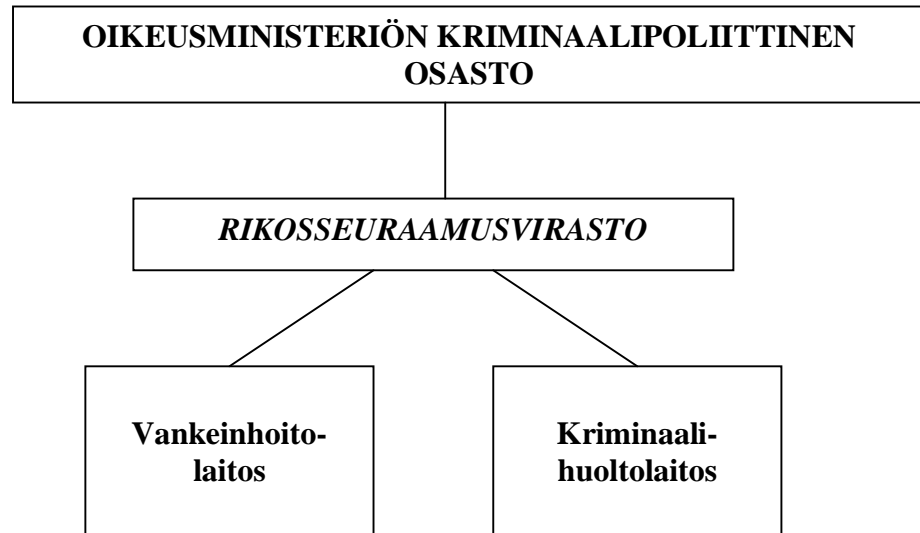 OIKEUSMINISTERIÖN KRIMINAALIPOLIITTINEN
OSASTO
RIKOSSEURAAMUSVIRASTO
Vankeinhoito-
laitos
Kriminaali-
huoltolaitos